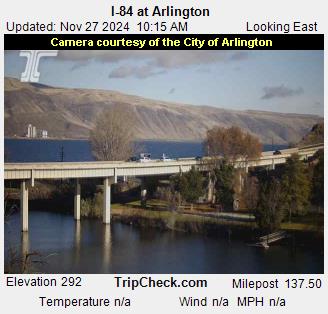 I-84 at Arlington
Updated: Nov 27 2024 10:15 AM Looking East
Camera courtesy of the City of Arlington
Elevation 292 TripCheck.com Milepost 137.50
Temperature n/a Wind n/a MPH n/a